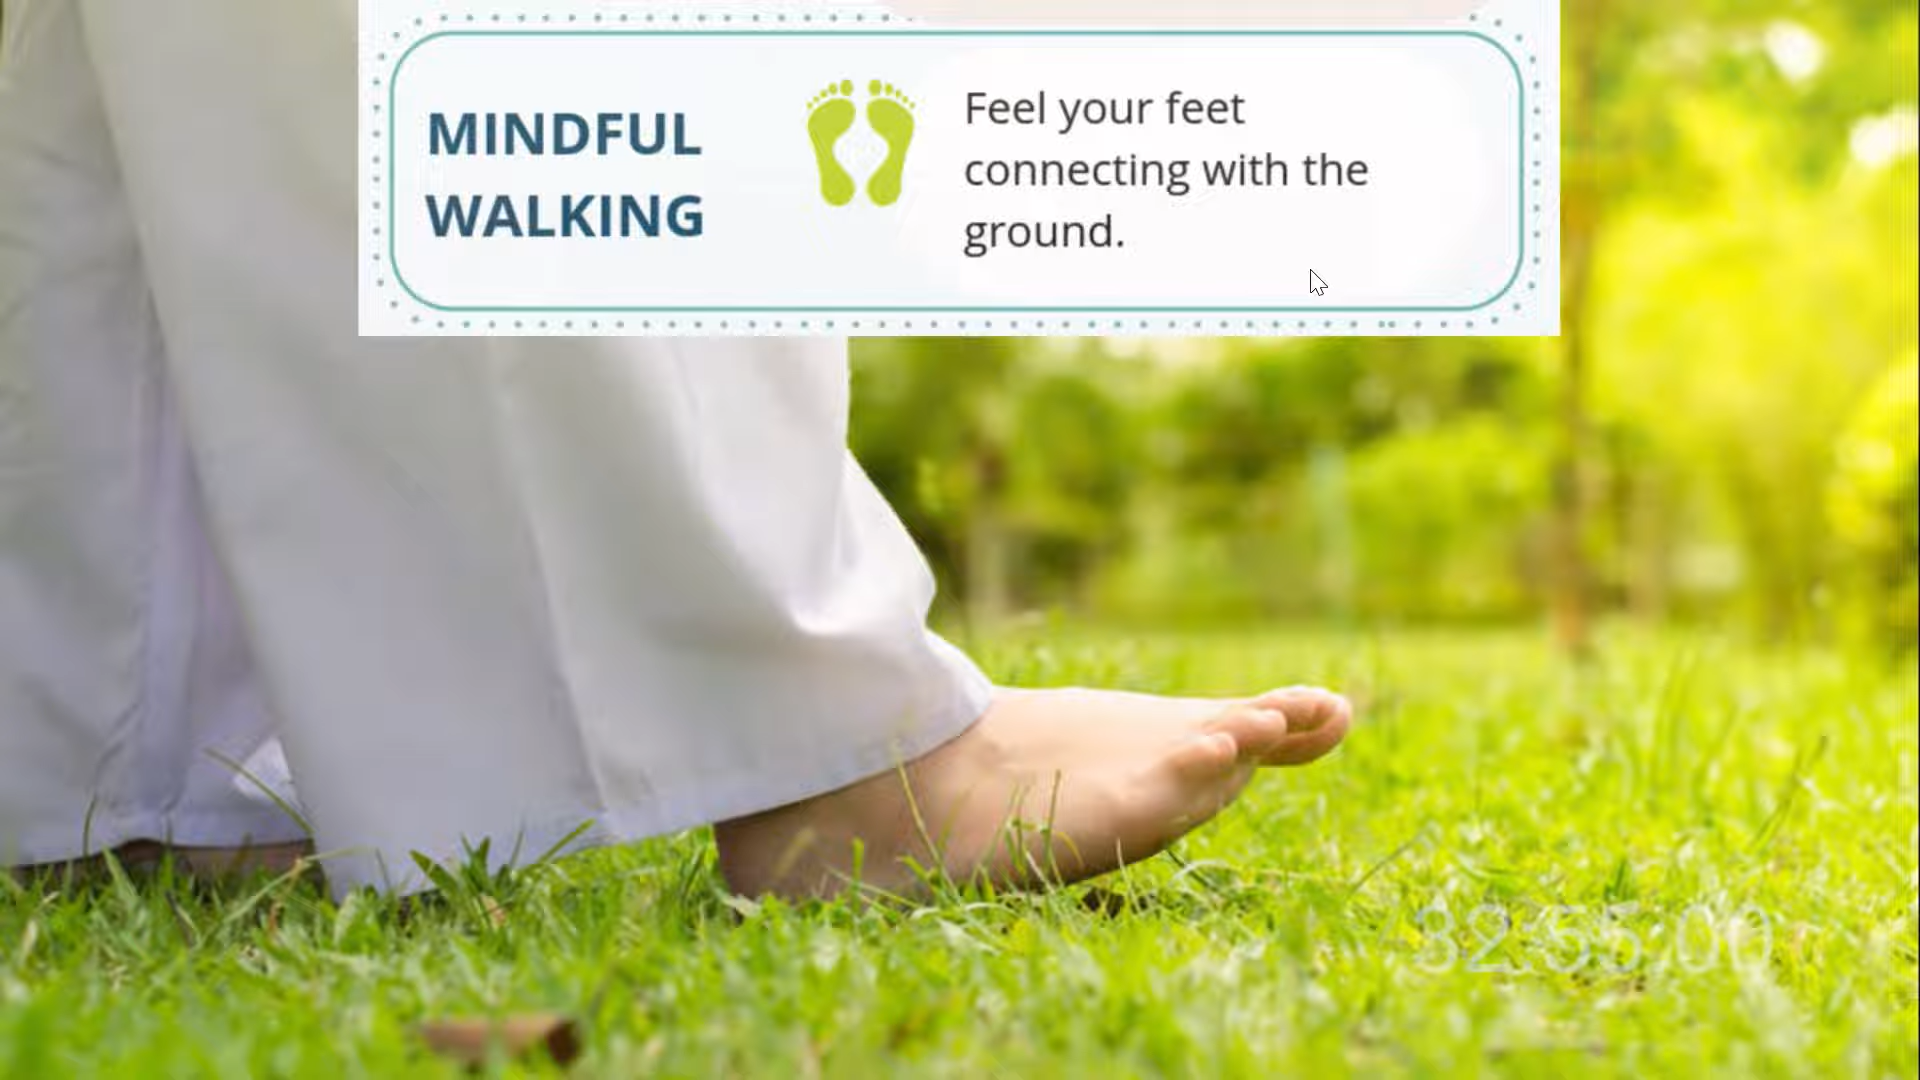 MINDFUL
WALKING
Feel your feet
connecting with the
ground.
32:55.00